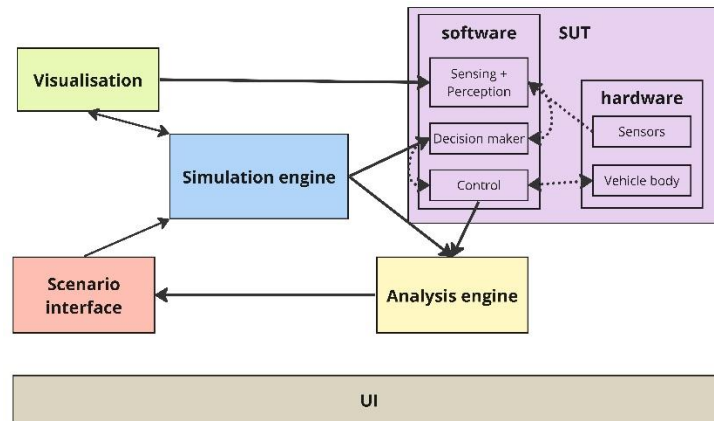 software
SUT
Visualisation
Sensing +
Perception
hardware
Sensors
Decision maker
Simulation engine
Control
Vehicle body
Scenario
interface
Analysis engine
UI